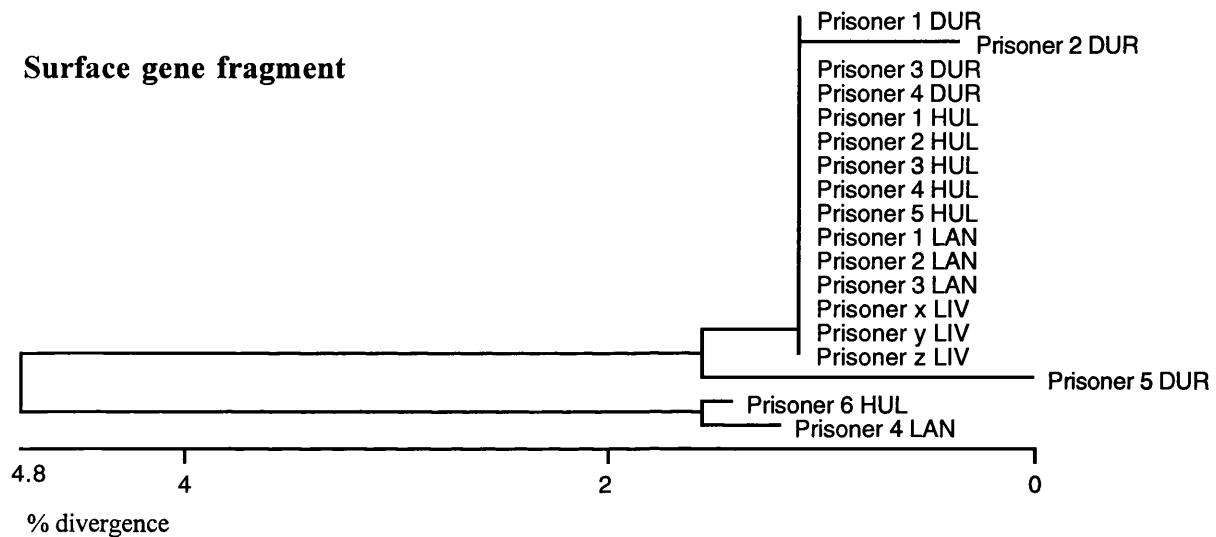 Surface gene fragment
Prisoner 1 DUR
Prisoner 2 DUR
Prisoner 3 DUR
Prisoner 4 DUR
Prisoner 1 HUL
Prisoner 2 HUL
Prisoner 3 HUL
Prisoner 4 HUL
Prisoner 5 HUL
Prisoner 1 LAN
Prisoner 2 LAN
Prisoner 3 LAN
Prisoner x LIV
Prisoner y LIV
Prisoner z LIV
Prisoner 5 DUR
Prisoner 6 HUL
Prisoner 4 LAN
4.8 4 2 0
% divergence